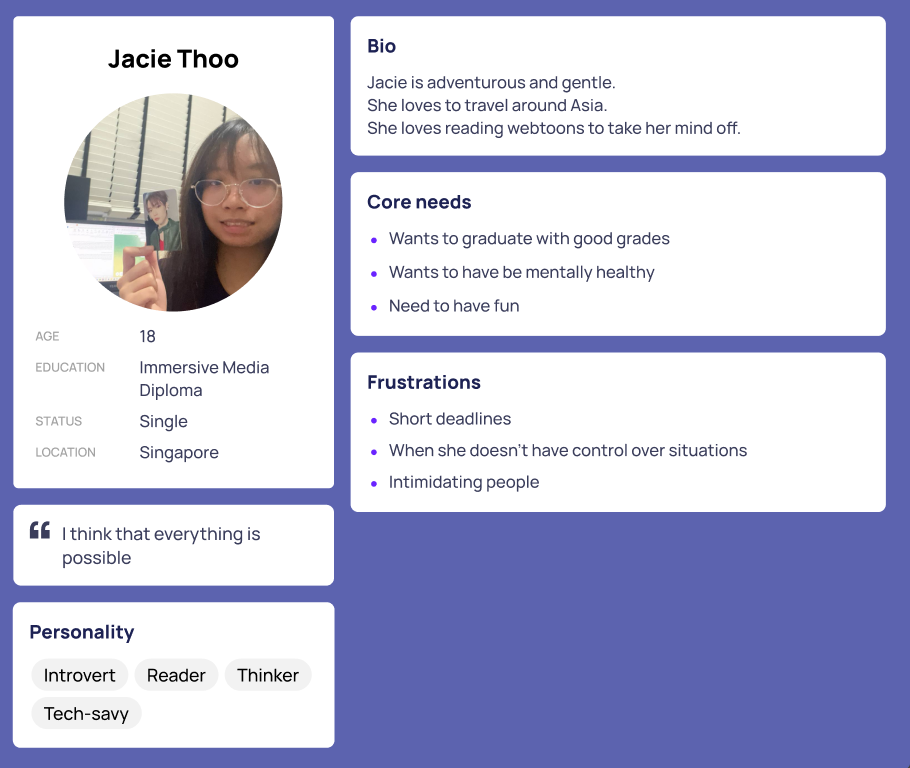 Jacie Thoo
AGE 18
EDUCATION Immersive Media
Diploma
STATUS Single
LOCATION Singapore
“ I think that everything is
possible
Personality
Introvert Reader Thinker
Tech-savy
Bio
Jacie is adventurous and gentle.
She loves to travel around Asia.
She loves reading webtoons to take her mind off.
Core needs
• Wants to graduate with good grades
• Wants to have be mentally healthy
• Need to have fun
Frustrations
• Short deadlines
• When she doesn't have control over situations
• Intimidating people